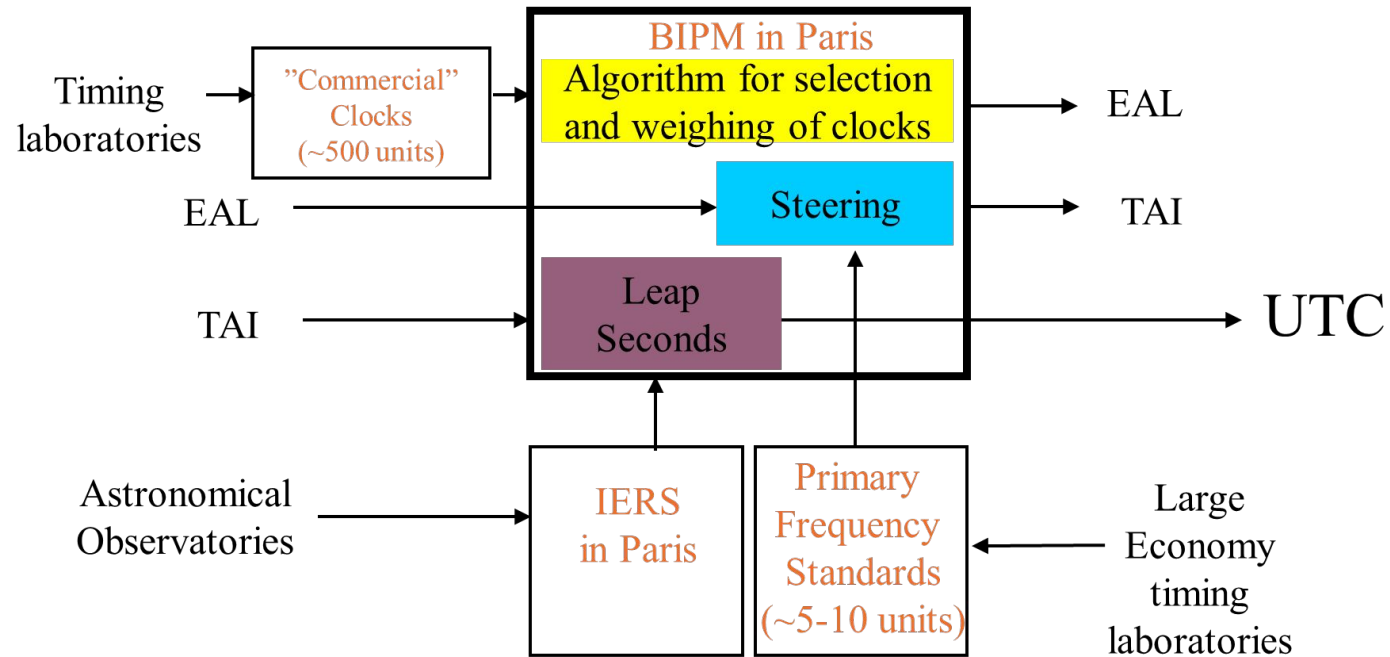 BIPM in Paris
Timing
laboratories
”Commercial”
Clocks
(~500 units)
Algorithm for selection
and weighing of clocks
EAL
EAL
Steering
TAI
TAI
Leap
Seconds
UTC
Astronomical
Observatories
IERS
in Paris
Primary
Frequency
Standards
(~5-10 units)
Large
Economy
timing
laboratories